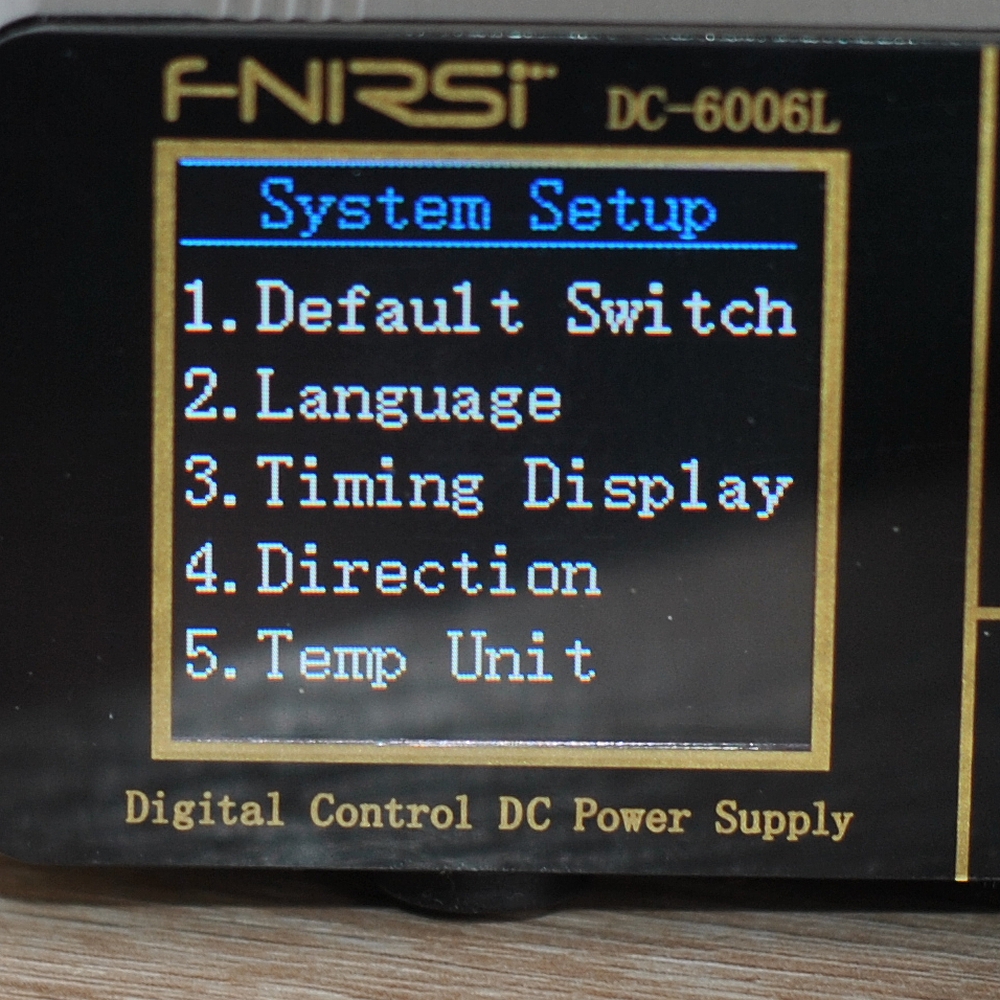 FNIRSI DC-6006L
System Setup
1.Default Switch
2.Language
3.Timing Display
4.Direction
5.Temp Unit
Digital Control DC Power Supply